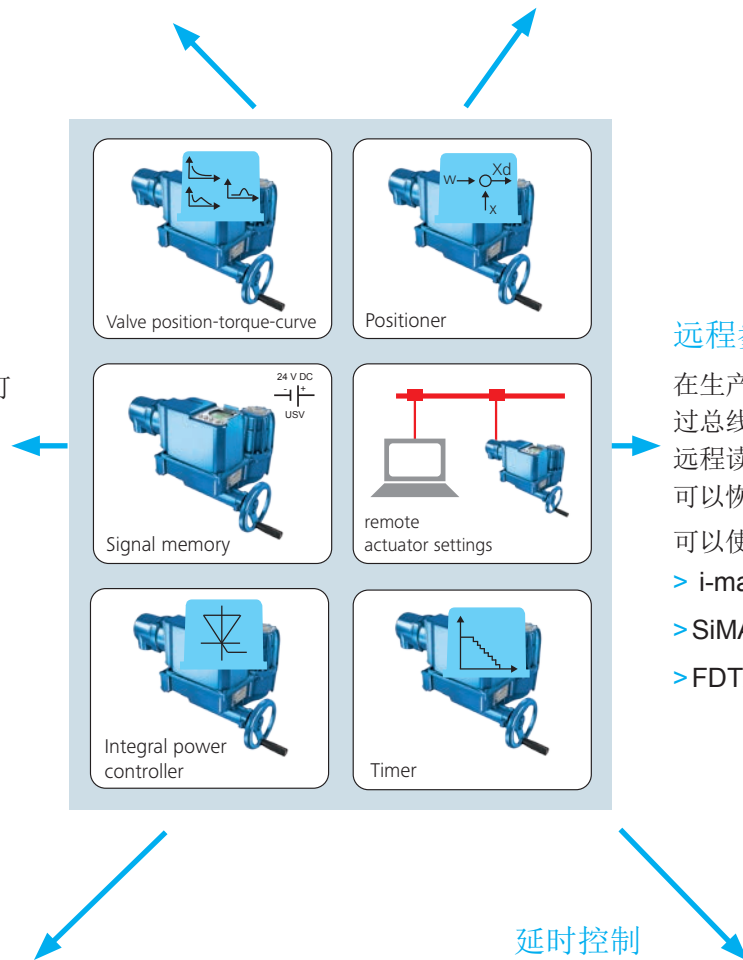 W
Xd
x
Valve position-torque-curve
Positioner
24 V DC
- +
USV
Signal memory
remote
actuator settings
Integral power
controller
Timer
远程
在生产
过总线
远程读
可以恢
可以使
> i-ma
> SiMA
> FDT
延时控制